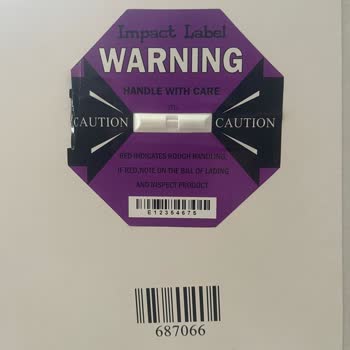 Impact Label
WARNING
HANDLE WITH CARE
CAUTION CAUTION
RED INDICATES ROUGH HANDLING.
IF RED, NOTE ON THE BILL OF LADING
AND INSPECT PRODUCT
E12364675
687066